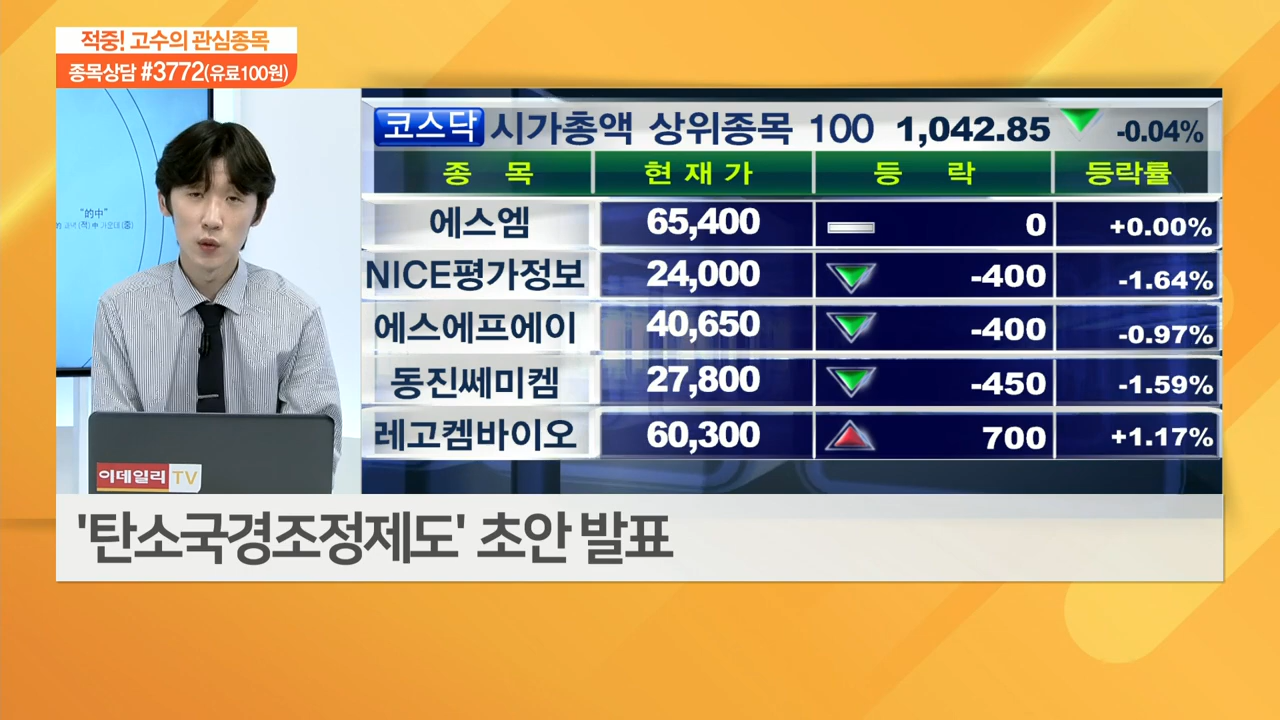 적중! 고수의 관심종목
종목상담 #3772(유료100원)
"的中"
코스닥 시가총액 상위종목 100 1,042.85 -0.04%
종 목 현 재 가 등 락 등락률
에스엠 65,400 0 +0.00%
NICE평가정보 24,000 -400 -1.64%
에스에프에이 40,650 -400 -0.97%
동진쎄미켐 27,800 -450 -1.59%
레고켐바이오 60,300 700 +1.17%
이데일리 TV
'탄소국경조정제도' 초안 발표